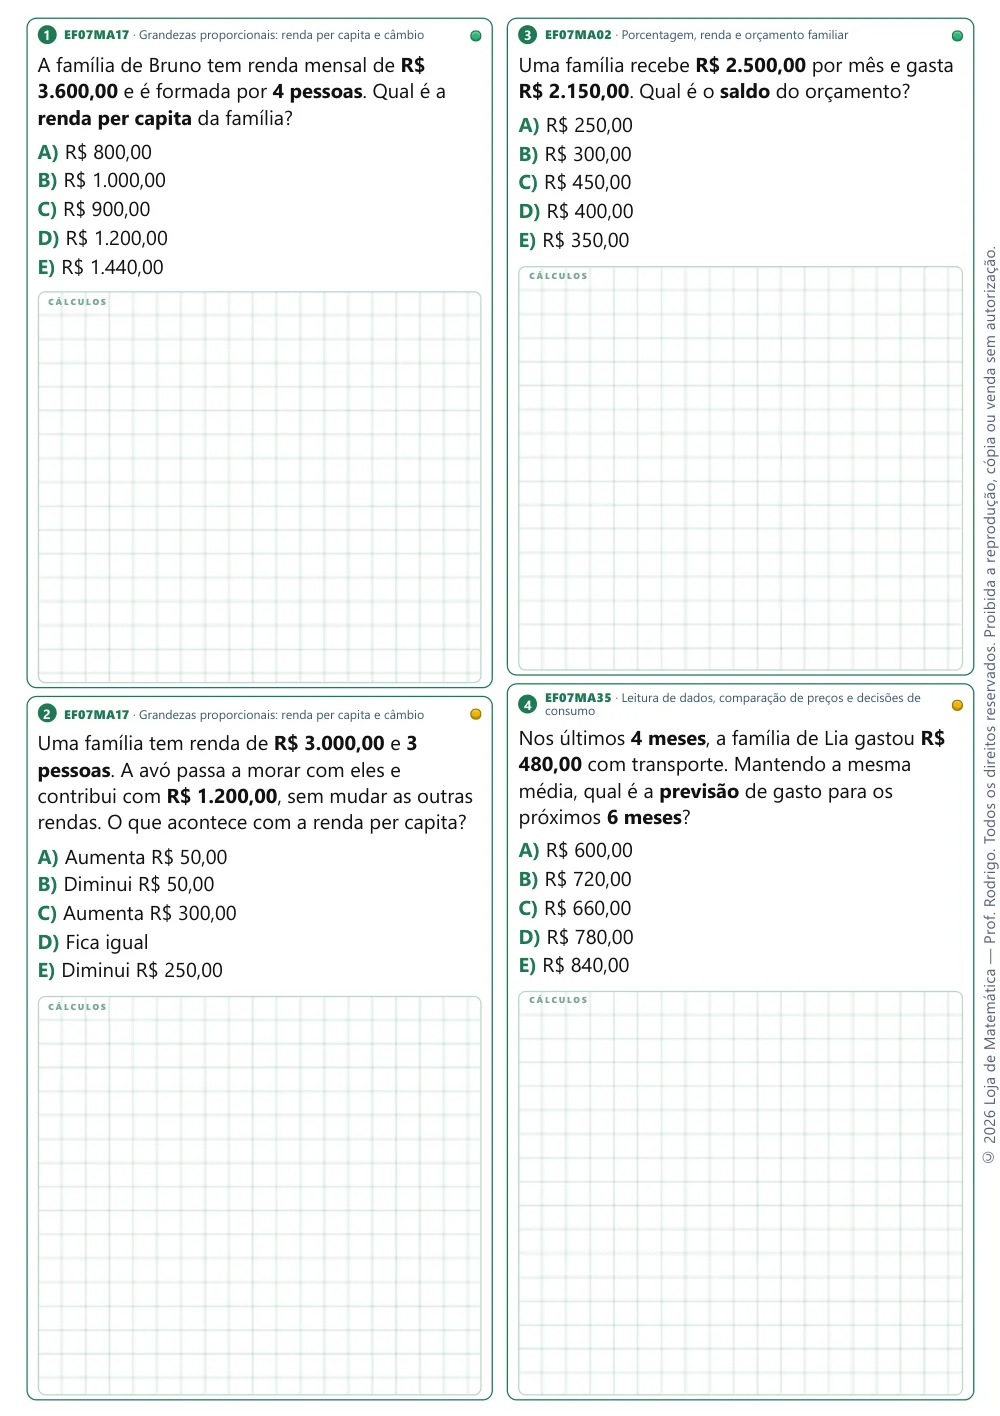 1 EF07MA17 · Grandezas proporcionais: renda per capita e câmbio
A família de Bruno tem renda mensal de R$
3.600,00 e é formada por 4 pessoas. Qual é a
renda per capita da família?
A) R$ 800,00
B) R$ 1.000,00
C) R$ 900,00
D) R$ 1.200,00
E) R$ 1.440,00
CÁLCULOS
2 EF07MA17 · Grandezas proporcionais: renda per capita e câmbio
Uma família tem renda de R$ 3.000,00 e 3
pessoas. A avó passa a morar com eles e
contribui com R$ 1.200,00, sem mudar as outras
rendas. O que acontece com a renda per capita?
A) Aumenta R$ 50,00
B) Diminui R$ 50,00
C) Aumenta R$ 300,00
D) Fica igual
E) Diminui R$ 250,00
CÁLCULOS
3 EF07MA02 · Porcentagem, renda e orçamento familiar
Uma família recebe R$ 2.500,00 por mês e gasta
R$ 2.150,00. Qual é o saldo do orçamento?
A) R$ 250,00
B) R$ 300,00
C) R$ 450,00
D) R$ 400,00
E) R$ 350,00
CÁLCULOS
4 EF07MA35 · Leitura de dados, comparação de preços e decisões de
consumo
Nos últimos 4 meses, a família de Lia gastou R$
480,00 com transporte. Mantendo a mesma
média, qual é a previsão de gasto para os
próximos 6 meses?
A) R$ 600,00
B) R$ 720,00
C) R$ 660,00
D) R$ 780,00
E) R$ 840,00
CÁLCULOS
© 2026 Loja de Matemática — Prof. Rodrigo. Todos os direitos reservados. Proibida a reprodução, cópia ou venda sem autorização.